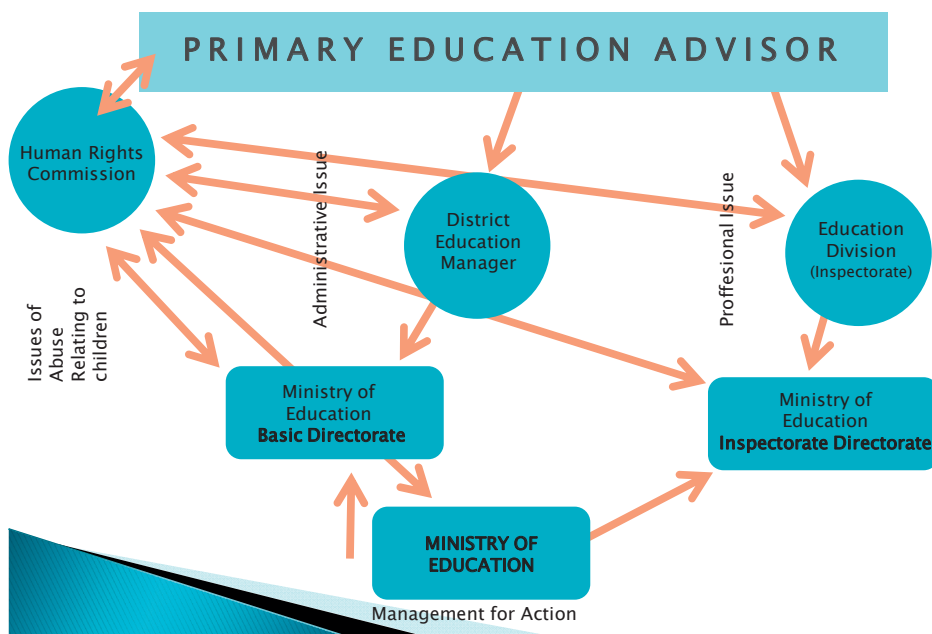 PRIMARY EDUCATION ADVISOR
Human Rights
Commission
Administrative Issue
District
Education
Manager
Proffesional Issue
Education
Division
(Inspectorate)
Issues of
Abuse
Relating to
children
Ministry of
Education
Basic Directorate
Ministry of
Education
Inspectorate Directorate
MINISTRY OF
EDUCATION
Management for Action